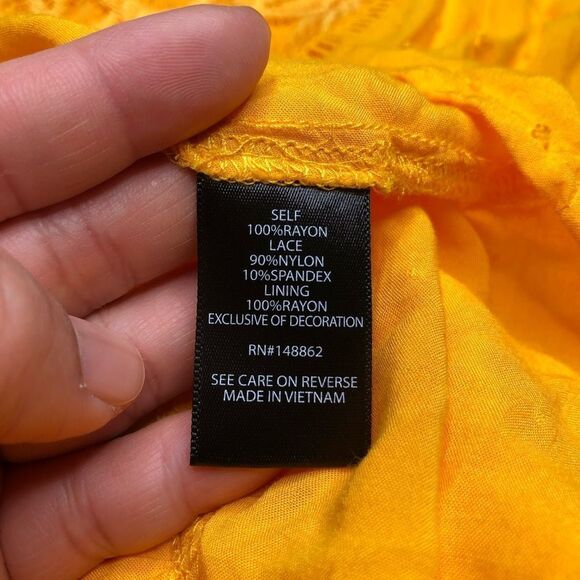 SELF
100%RAYON
LACE
90%NYLON
10%SPANDEX
LINING
100%RAYON
EXCLUSIVE OF DECORATION
RN#148862
SEE CARE ON REVERSE
MADE IN VIETNAM